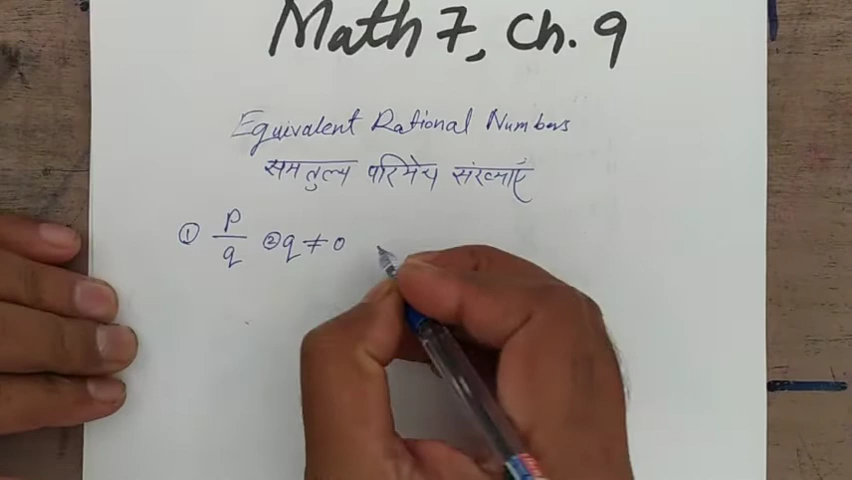 Math 7, Ch. 9
Equivalent Rational Numbers
समतुल्य परिमेय संख्याएँ
① p/q ② q ≠ 0